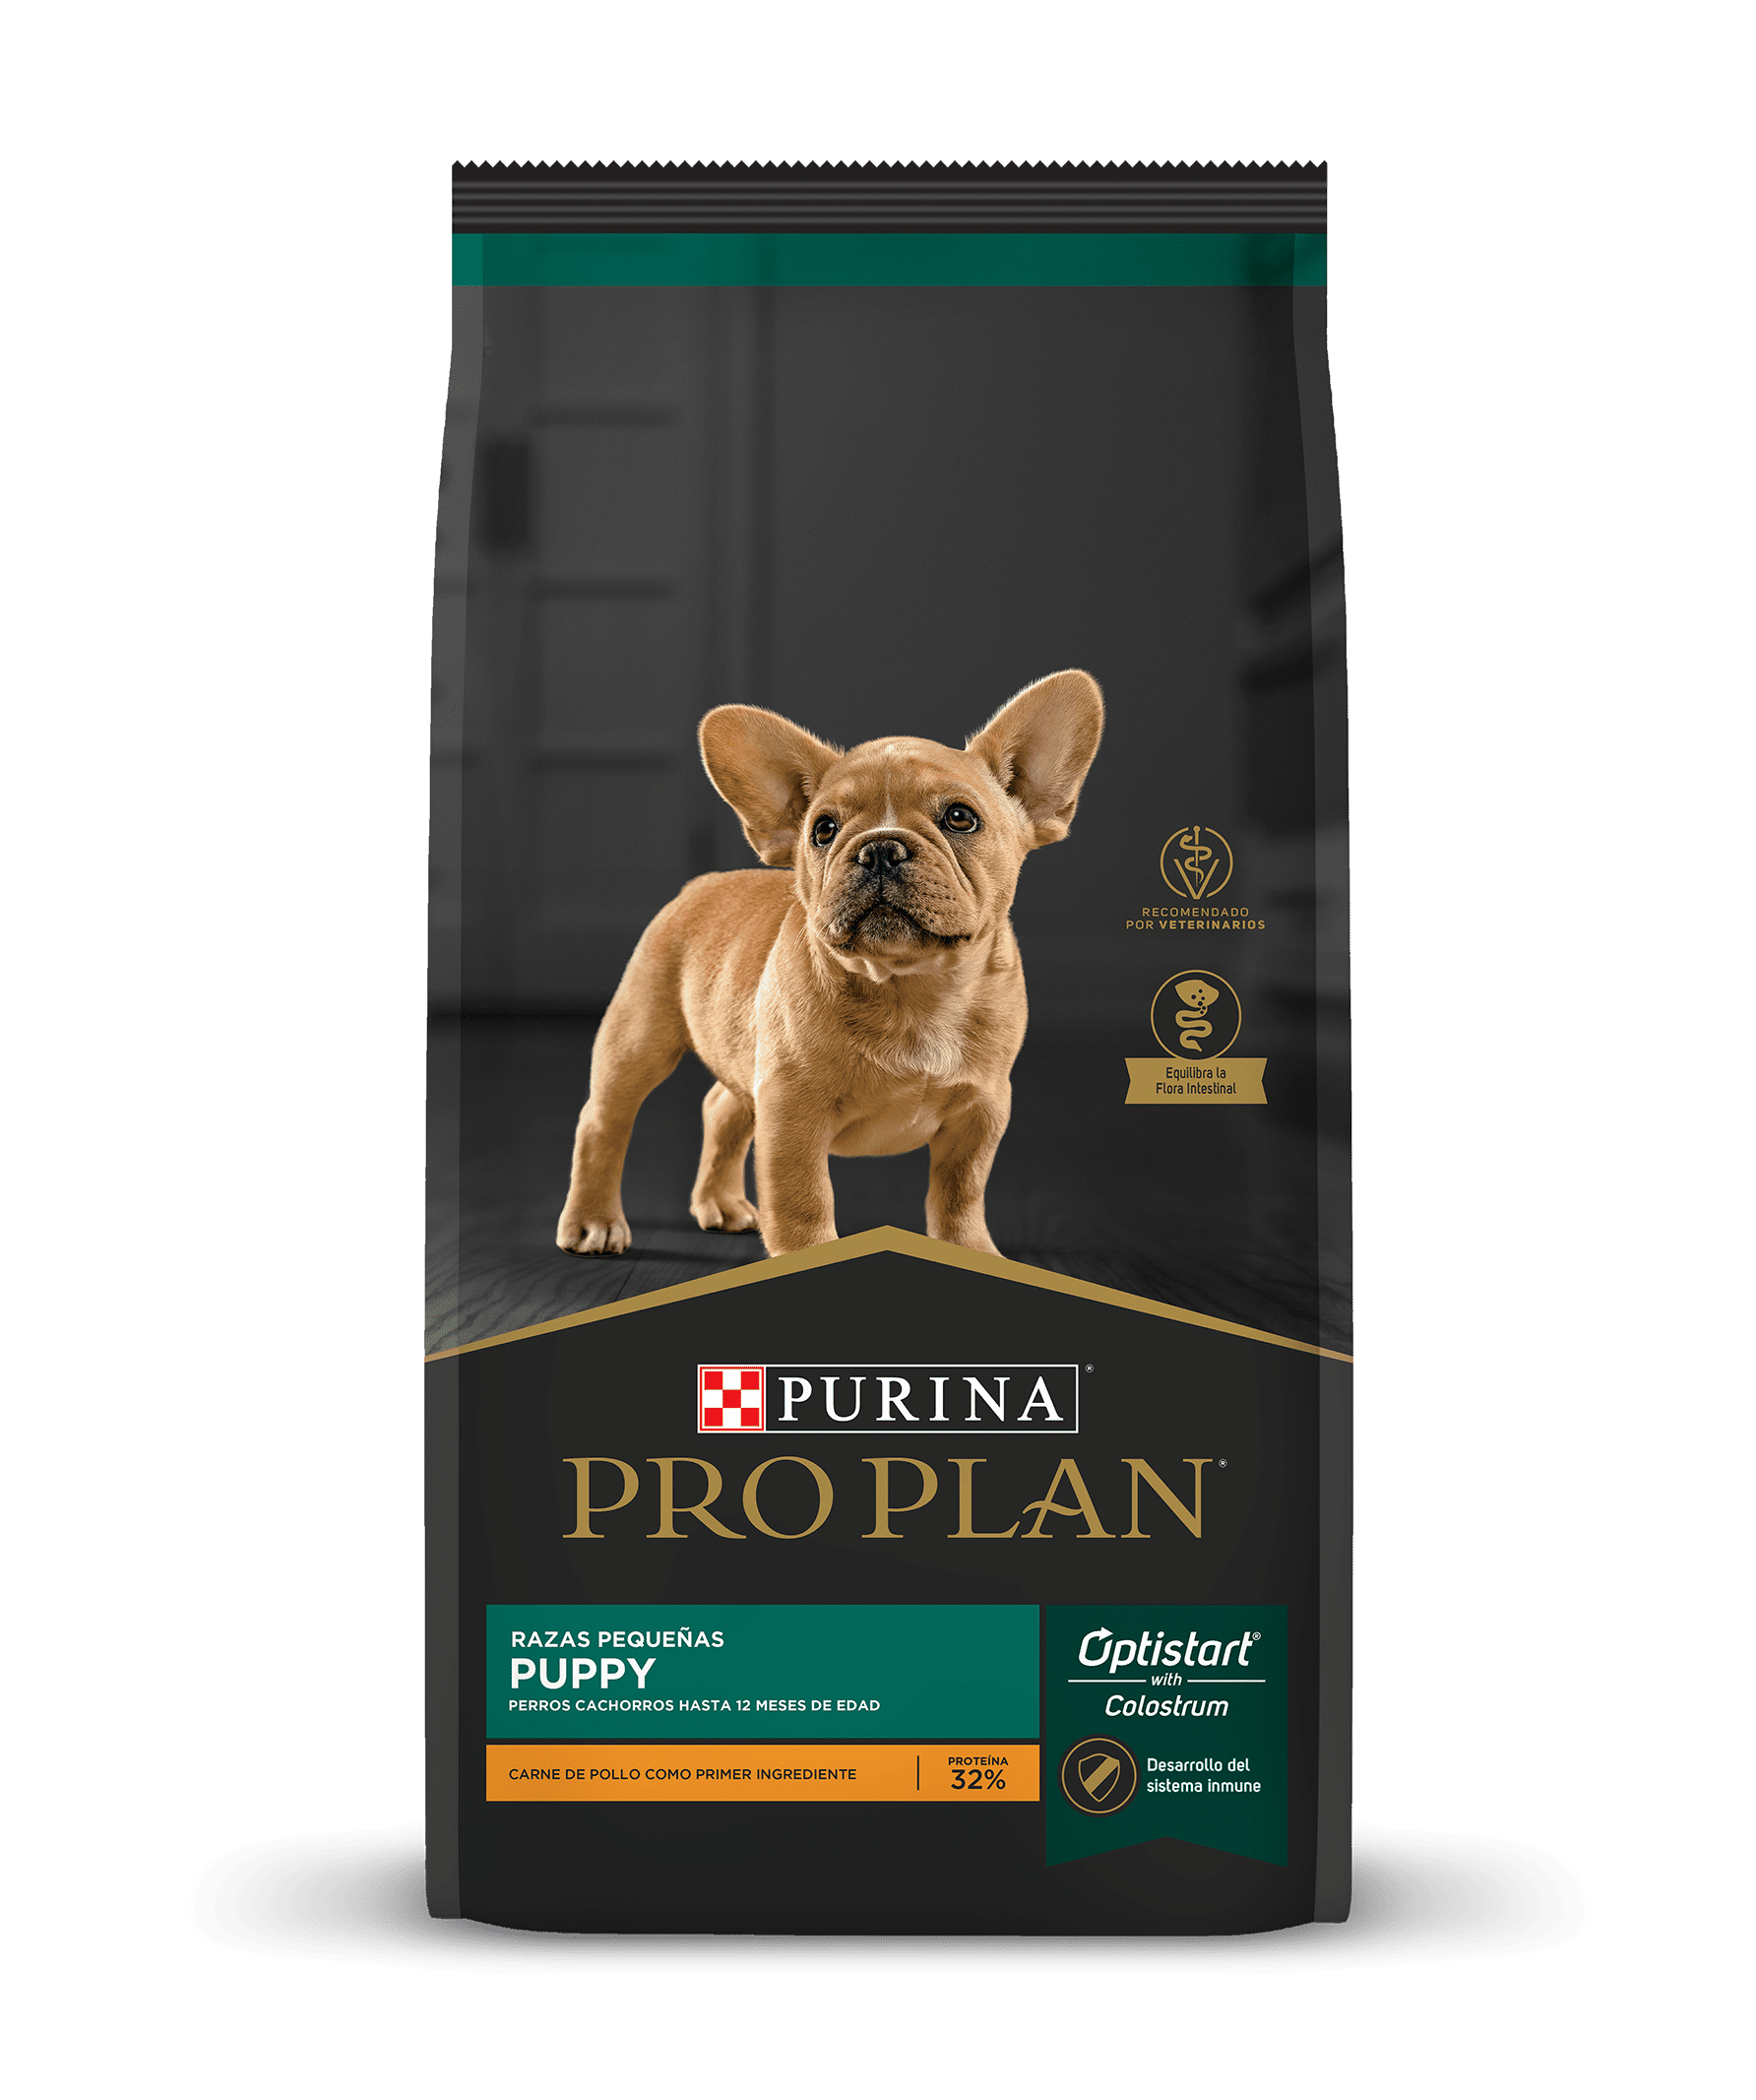 RECOMENDADO
POR VETERINARIOS
Equilibra la
Flora Intestinal
PURINA®
PRO PLAN®
RAZAS PEQUEÑAS
PUPPY
PERROS CACHORROS HASTA 12 MESES DE EDAD
CARNE DE POLLO COMO PRIMER INGREDIENTE
PROTEÍNA
32%
Optistart®
with
Colostrum
Desarrollo del
sistema inmune